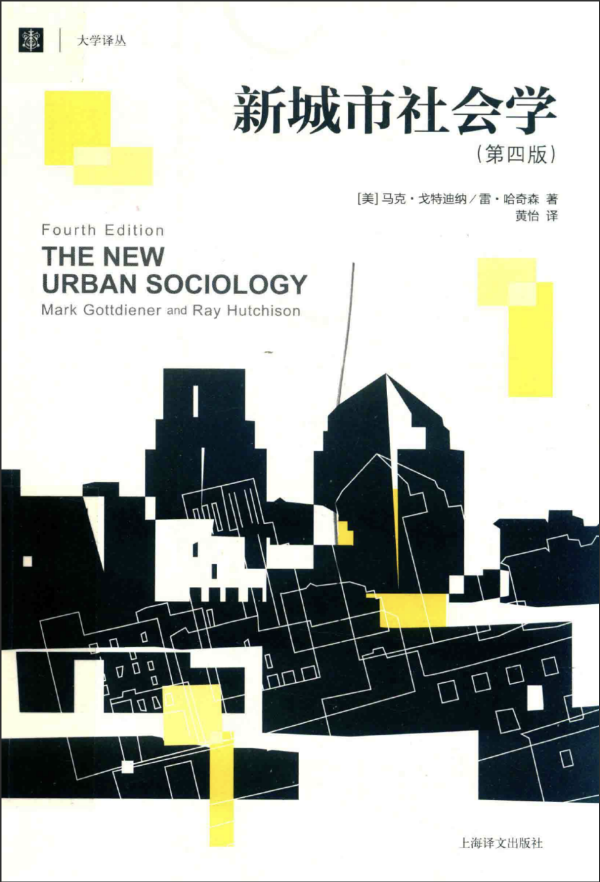 大学译丛
新城市社会学
(第四版)
[美]马克·戈特迪纳/雷·哈奇森 著
黄怡 译
Fourth Edition
THE NEW
URBAN SOCIOLOGY
Mark Gottdiener and Ray Hutchison
上海译文出版社